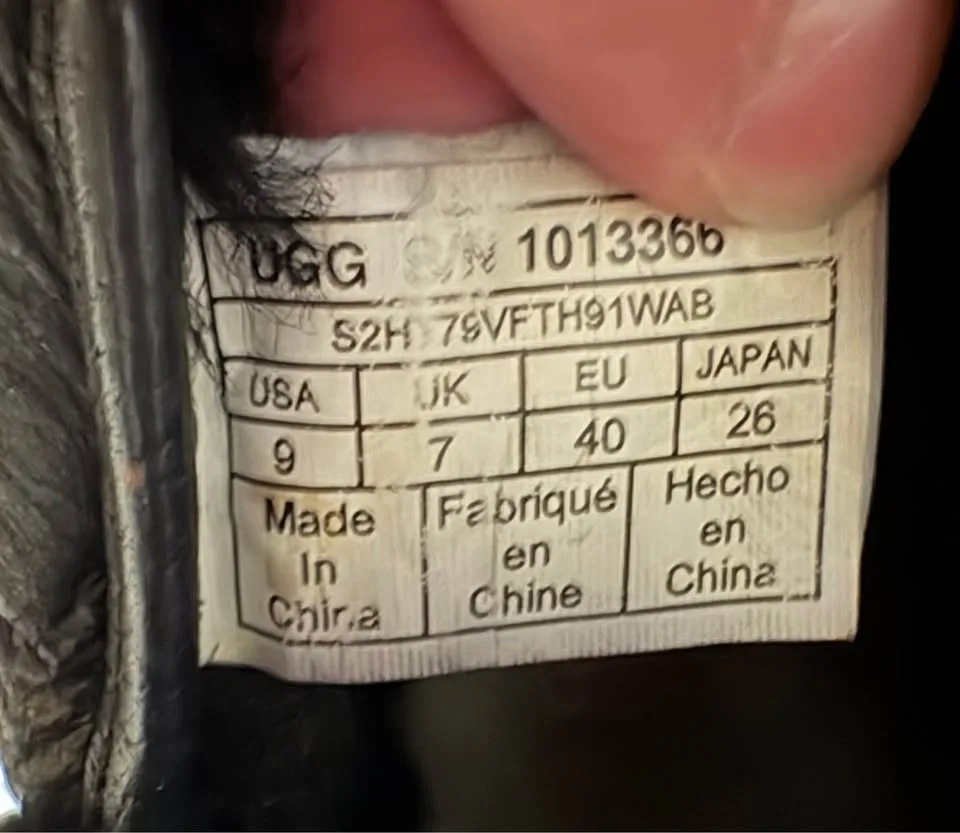 UGG S/N 1013366
S2H 79VFTH91WAB
USA UK EU JAPAN
9 7 40 26
Made Fabriqué Hecho
In en en
China Chine China